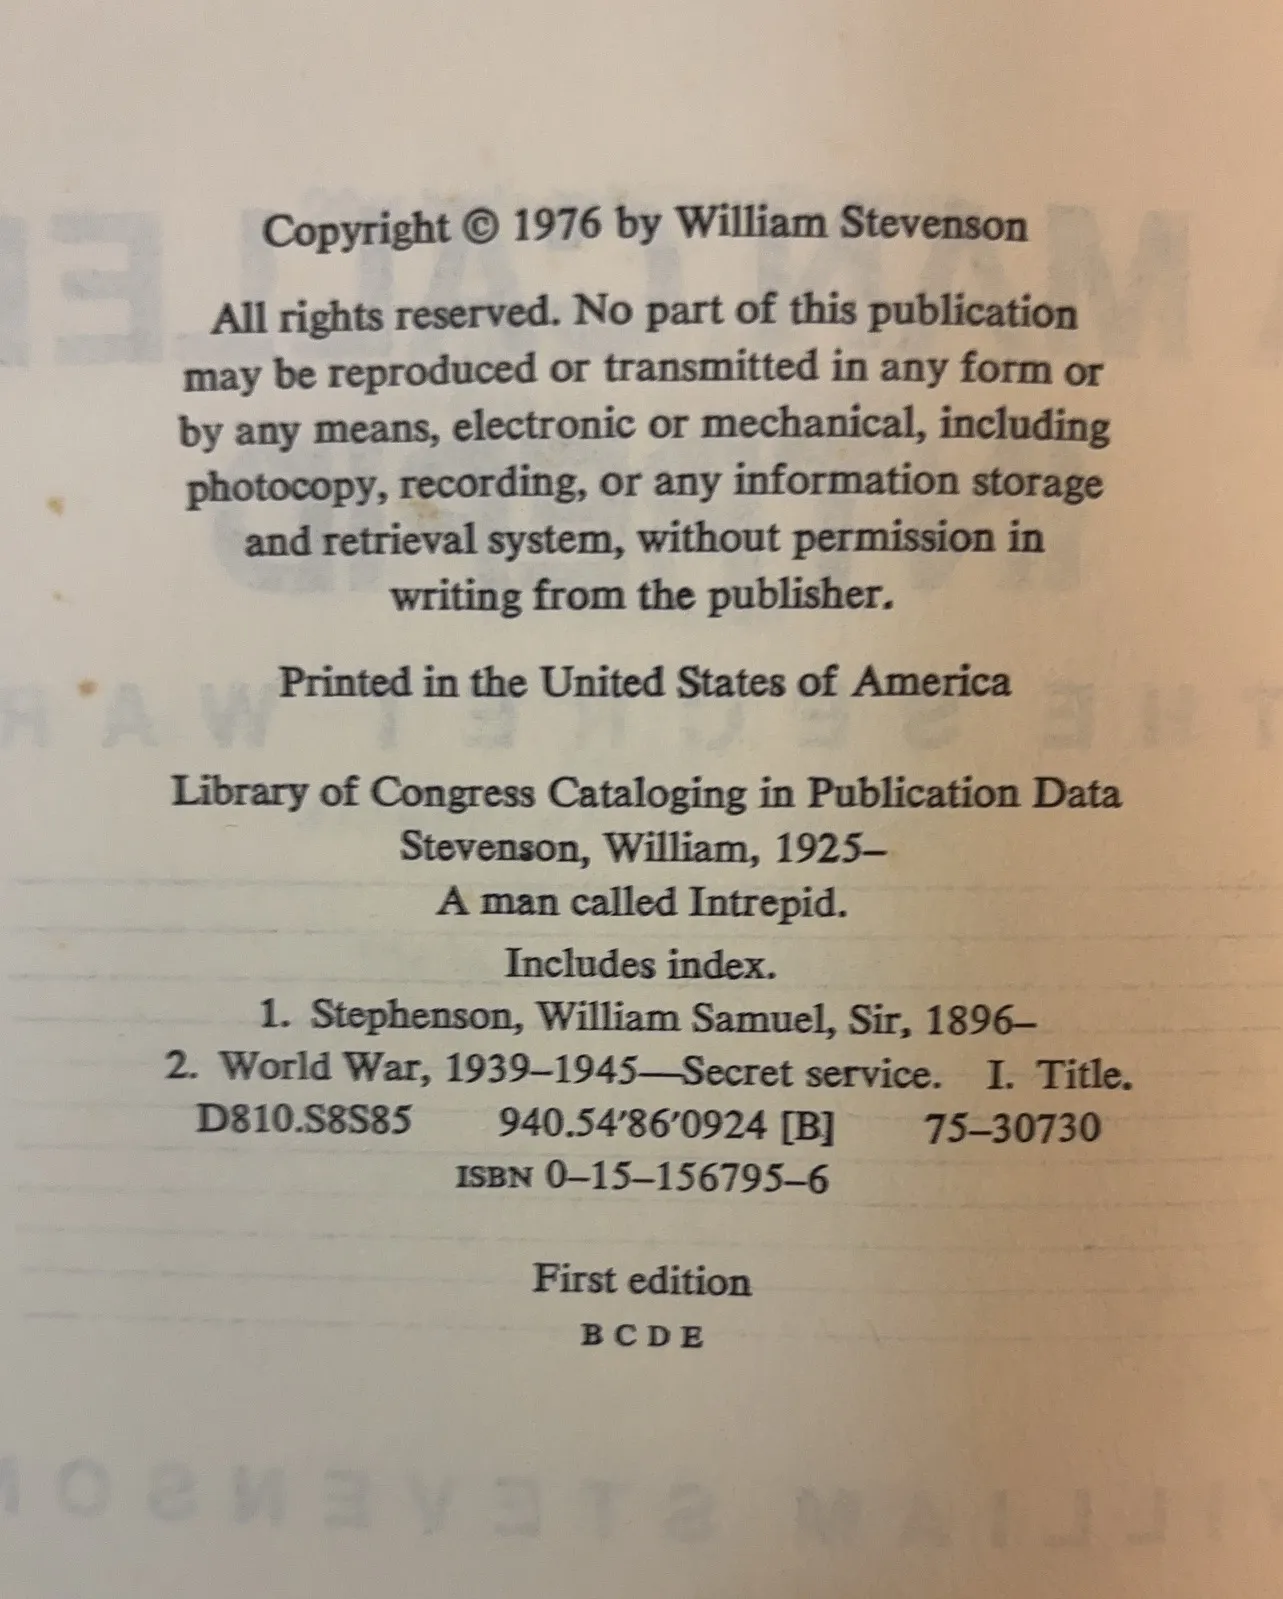 Copyright © 1976 by William Stevenson
All rights reserved. No part of this publication
may be reproduced or transmitted in any form or
by any means, electronic or mechanical, including
photocopy, recording, or any information storage
and retrieval system, without permission in
writing from the publisher.
Printed in the United States of America
Library of Congress Cataloging in Publication Data
Stevenson, William, 1925–
A man called Intrepid.
Includes index.
1. Stephenson, William Samuel, Sir, 1896–
2. World War, 1939–1945—Secret service. I. Title.
D810.S8S85 940.54'86'0924 [B] 75–30730
ISBN 0–15–156795–6
First edition
B C D E